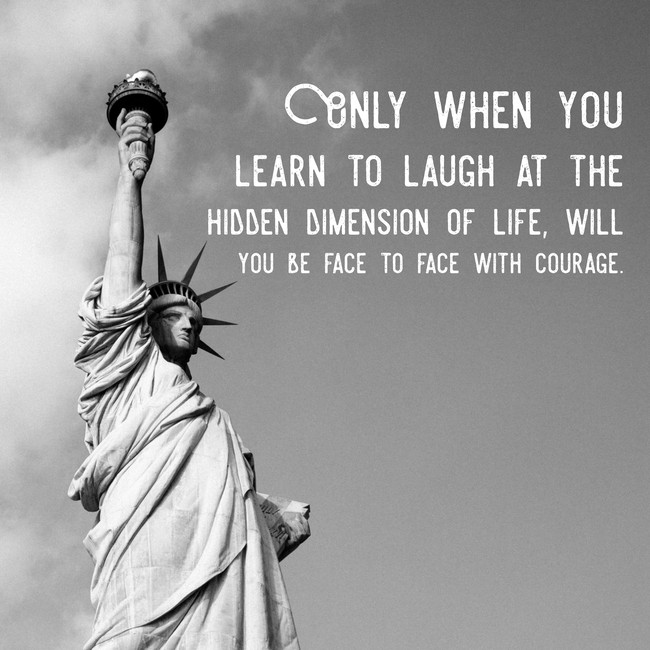 Only when you
learn to laugh at the
hidden dimension of life, will
you be face to face with courage.